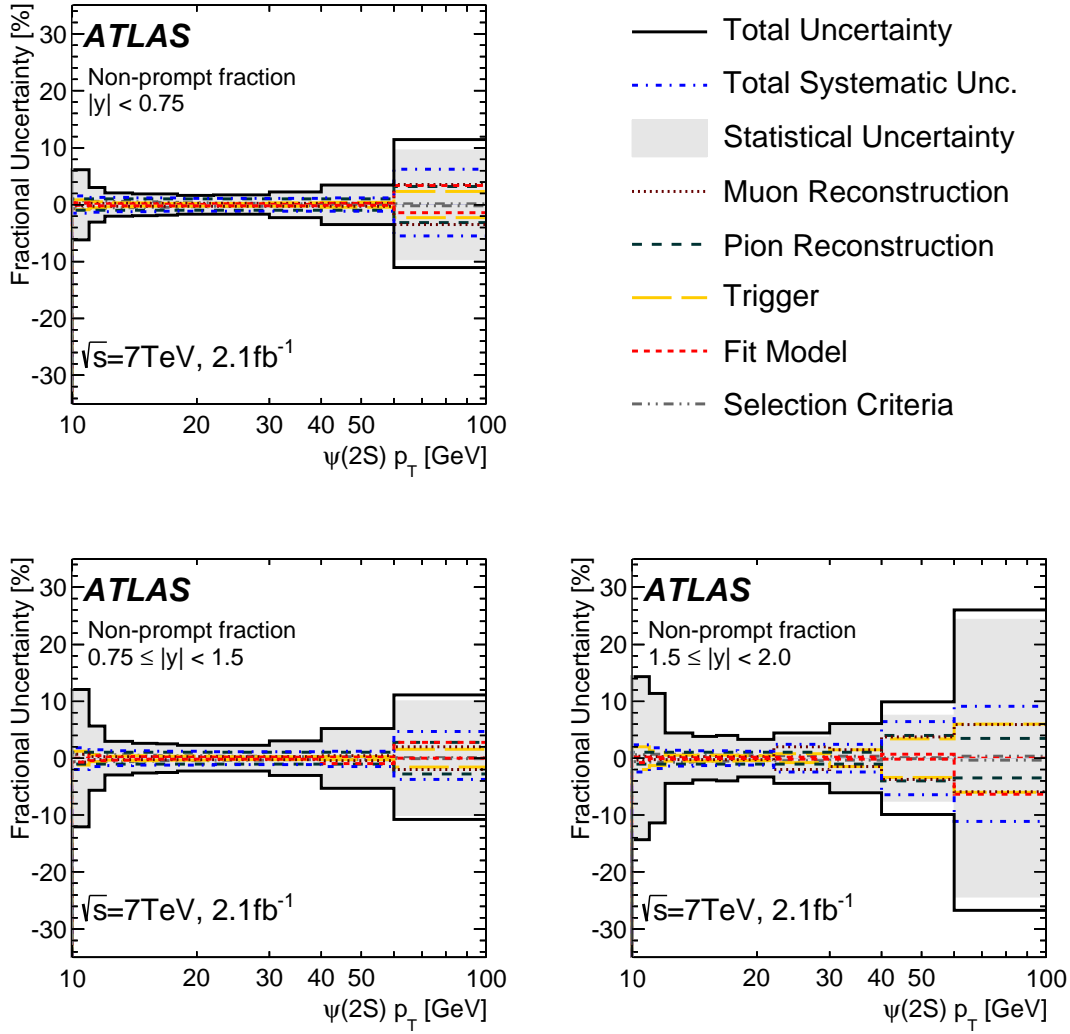 Fractional Uncertainty [%]
30
20
10
0
-10
-20
-30
ATLAS
Non-prompt fraction
|y| < 0.75
√s=7TeV, 2.1fb⁻¹
10 20 30 40 50 100
ψ(2S) p_T [GeV]
Total Uncertainty
Total Systematic Unc.
Statistical Uncertainty
Muon Reconstruction
Pion Reconstruction
Trigger
Fit Model
Selection Criteria
Fractional Uncertainty [%]
30
20
10
0
-10
-20
-30
ATLAS
Non-prompt fraction
0.75 ≤ |y| < 1.5
√s=7TeV, 2.1fb⁻¹
10 20 30 40 50 100
ψ(2S) p_T [GeV]
Fractional Uncertainty [%]
30
20
10
0
-10
-20
-30
ATLAS
Non-prompt fraction
1.5 ≤ |y| < 2.0
√s=7TeV, 2.1fb⁻¹
10 20 30 40 50 100
ψ(2S) p_T [GeV]